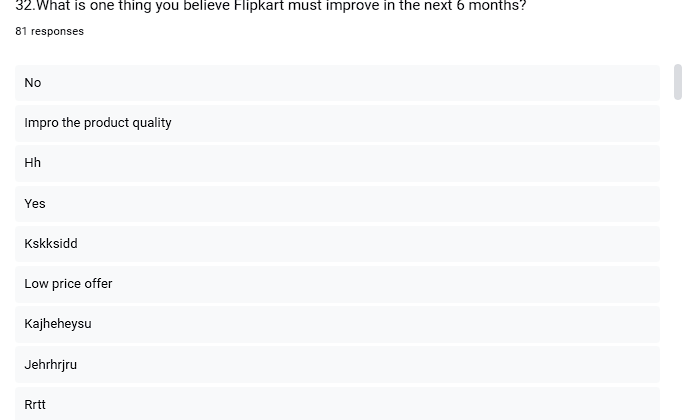 32.What is one thing you believe Flipkart must improve in the next 6 months?
81 responses
No
Impro the product quality
Hh
Yes
Kskksidd
Low price offer
Kajheheysu
Jehrhrjru
Rrtt